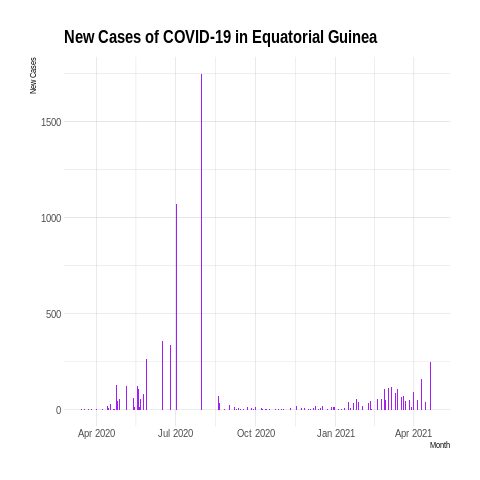 New Cases of COVID-19 in Equatorial Guinea
New Cases
1500
1000
500
0
Apr 2020 Jul 2020 Oct 2020 Jan 2021 Apr 2021
Month